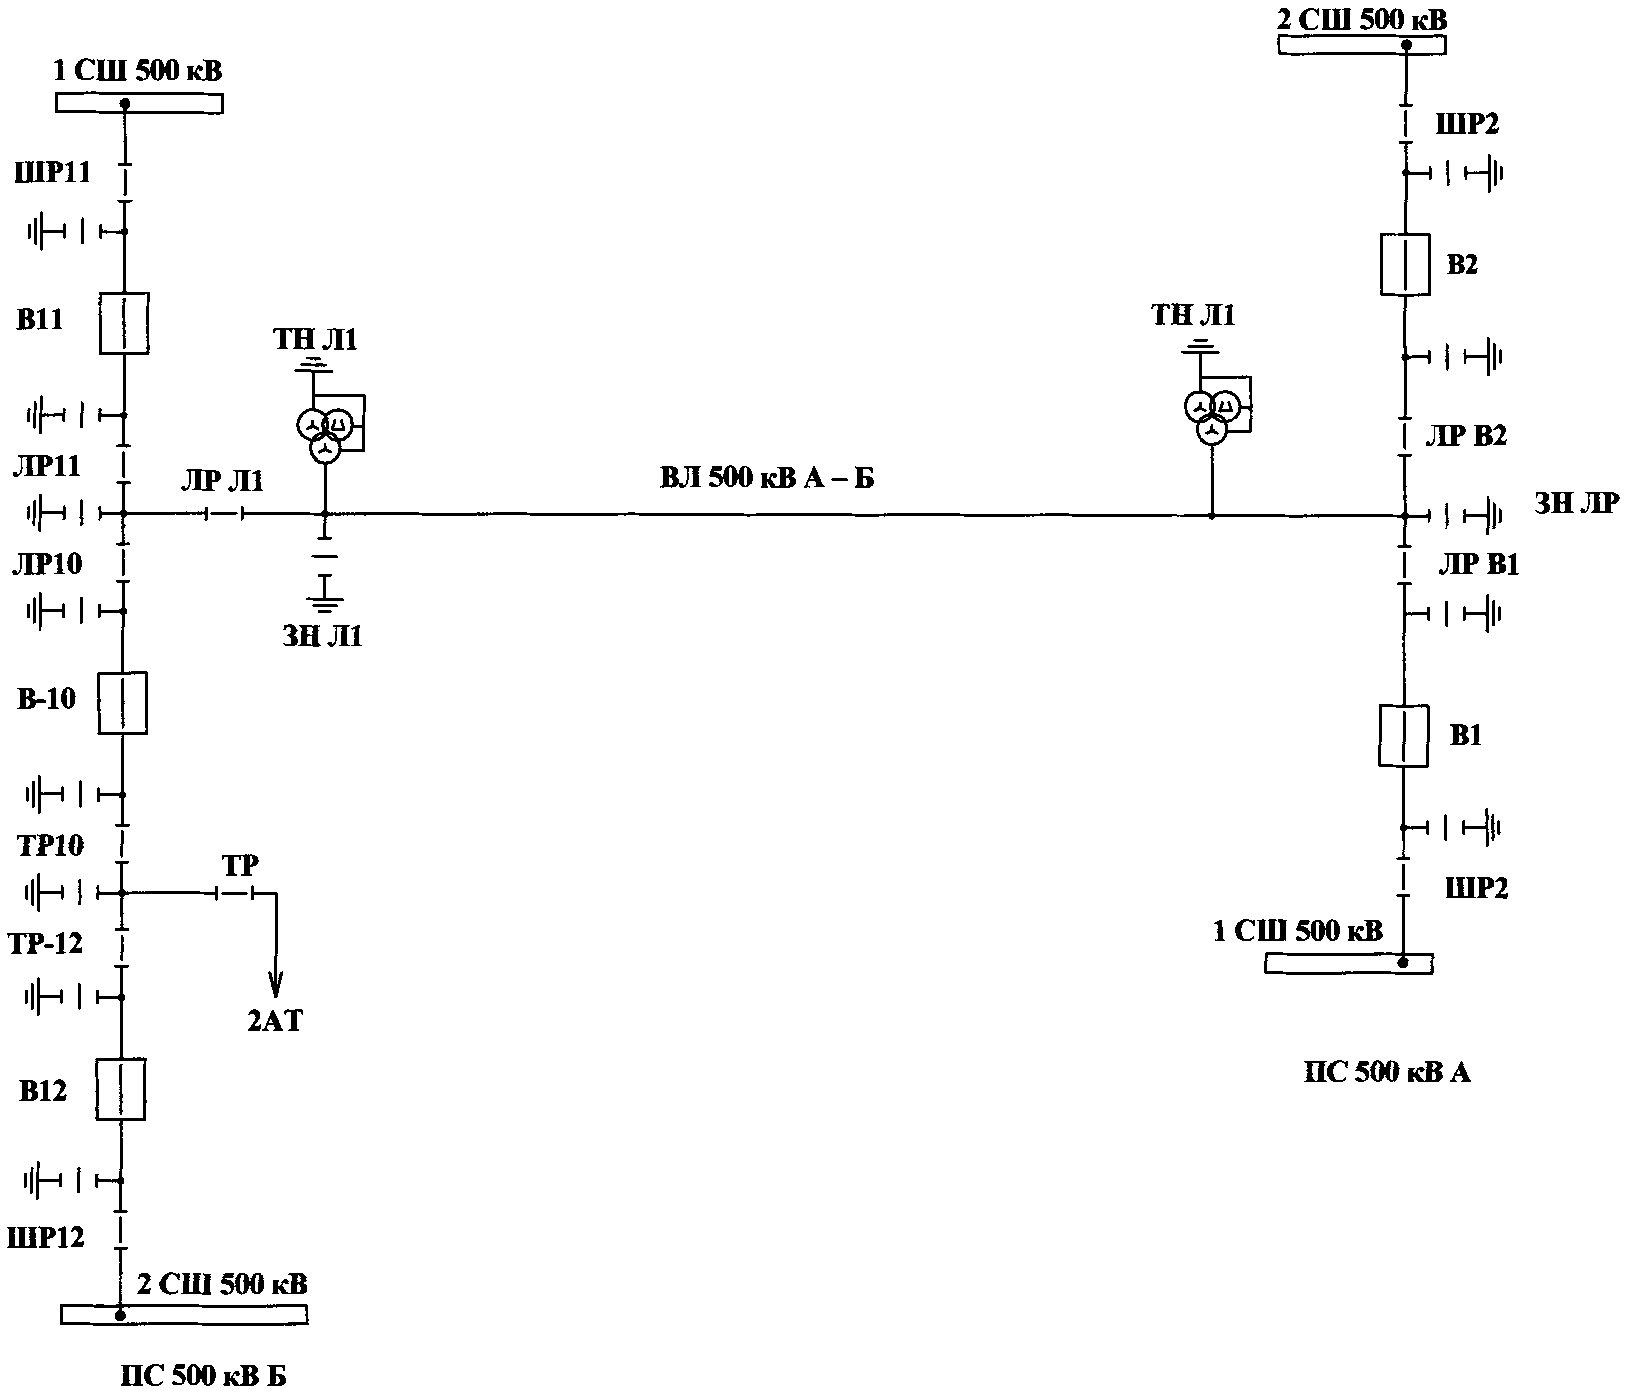 2 СШ 500 кВ
1 СШ 500 кВ
ШР2
ШР11
В2
В11
ТН Л1
ТН Л1
ЛР В2
ЛР11
ЛР Л1
ВЛ 500 кВ А – Б
ЗН ЛР
ЛР10
ЛР В1
ЗН Л1
В-10
В1
ТР10
ТР
ШР2
1 СШ 500 кВ
ТР-12
2АТ
ПС 500 кВ А
В12
ШР12
2 СШ 500 кВ
ПС 500 кВ Б